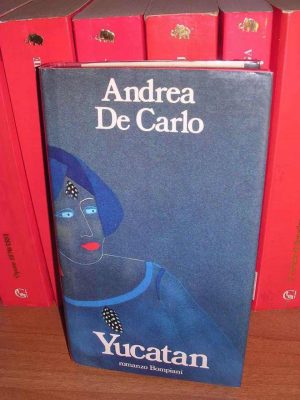 Andrea
De Carlo
Yucatan
romanzo Bompiani